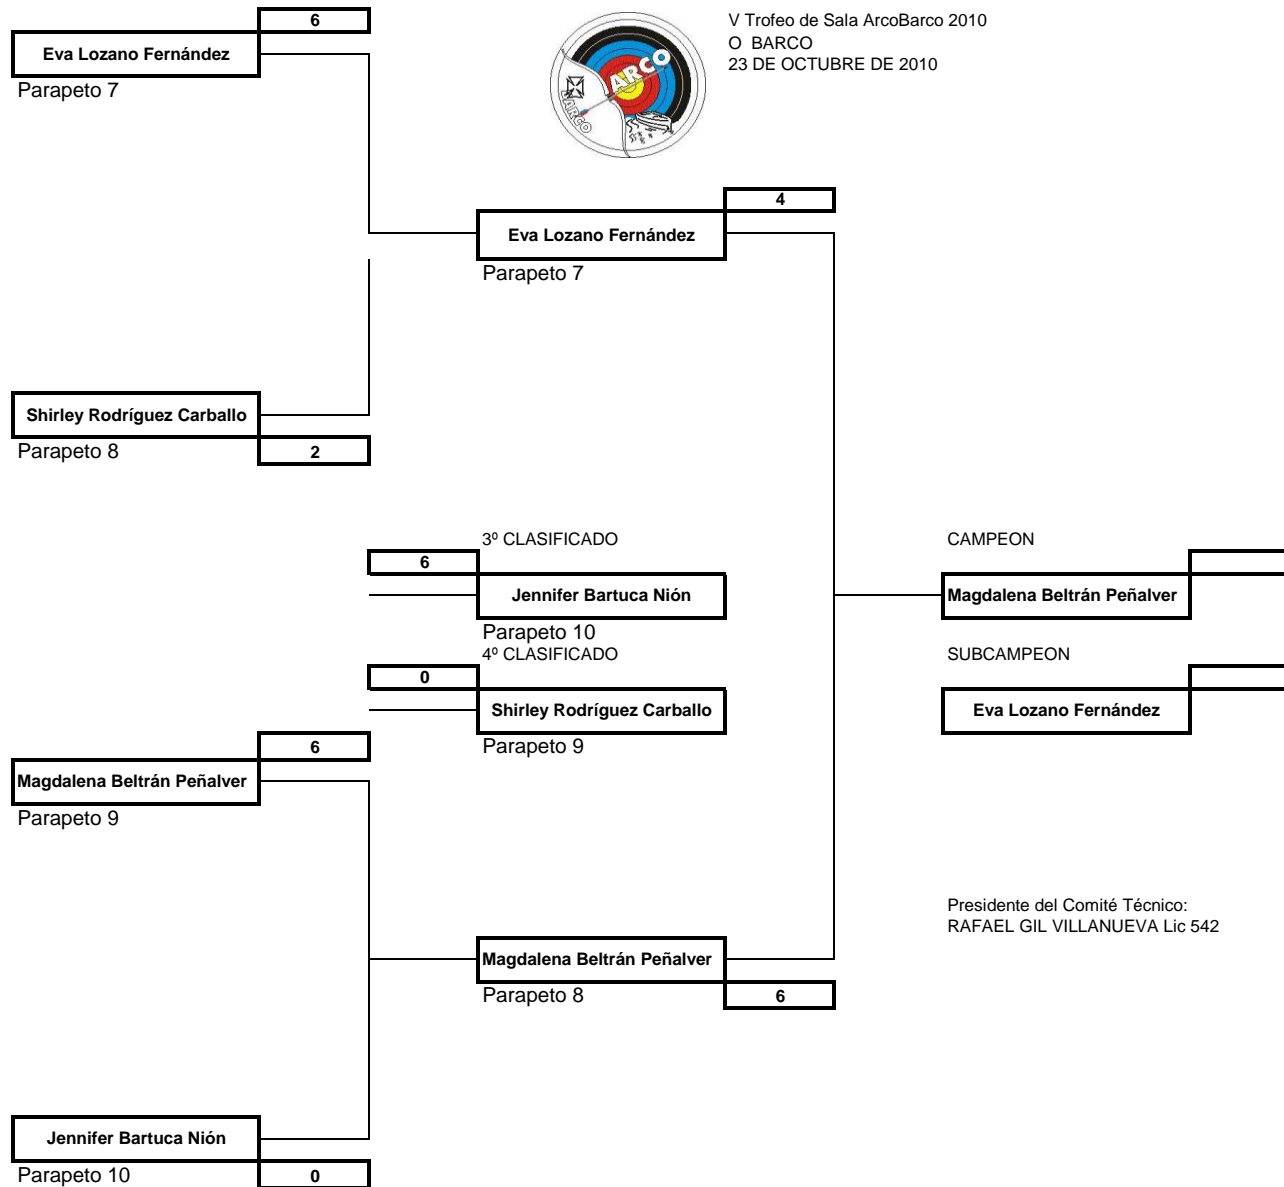 6
Eva Lozano Fernández
Parapeto 7
ARCO
BARCO
V Trofeo de Sala ArcoBarco 2010
O BARCO
23 DE OCTUBRE DE 2010
4
Eva Lozano Fernández
Parapeto 7
Shirley Rodríguez Carballo
Parapeto 8
2
3º CLASIFICADO
6
Jennifer Bartuca Nión
Parapeto 10
4º CLASIFICADO
0
Shirley Rodríguez Carballo
Parapeto 9
CAMPEON
Magdalena Beltrán Peñalver
SUBCAMPEON
Eva Lozano Fernández
6
Magdalena Beltrán Peñalver
Parapeto 9
Presidente del Comité Técnico:
RAFAEL GIL VILLANUEVA Lic 542
Magdalena Beltrán Peñalver
Parapeto 8
6
Jennifer Bartuca Nión
Parapeto 10
0